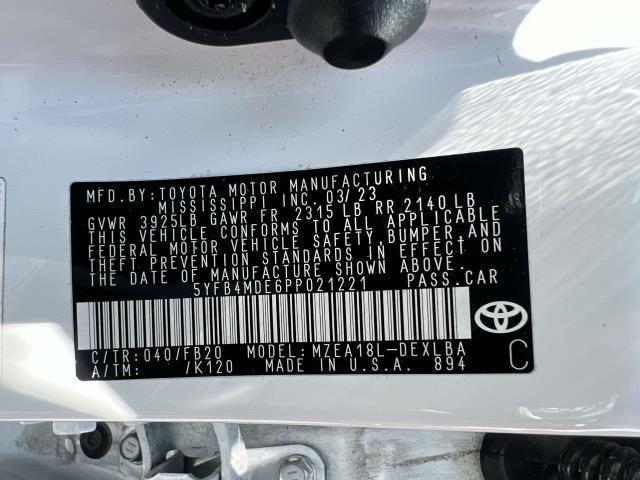 MFD.BY:TOYOTA MOTOR MANUFACTURING
MISSISSIPPI INC. 03/23
GVWR 3925LB GAWR FR 2315 LB RR 2140 LB
THIS VEHICLE CONFORMS TO ALL APPLICABLE
FEDERAL MOTOR VEHICLE SAFETY, BUMPER, AND
THEFT PREVENTION STANDARDS IN EFFECT ON
THE DATE OF MANUFACTURE SHOWN ABOVE.
5YFB4MDE6PP021221 PASS.CAR
C/TR:040/FB20 MODEL:MZEA18L-DEXLBA
A/TM: /K120 MADE IN U.S.A. 894
C